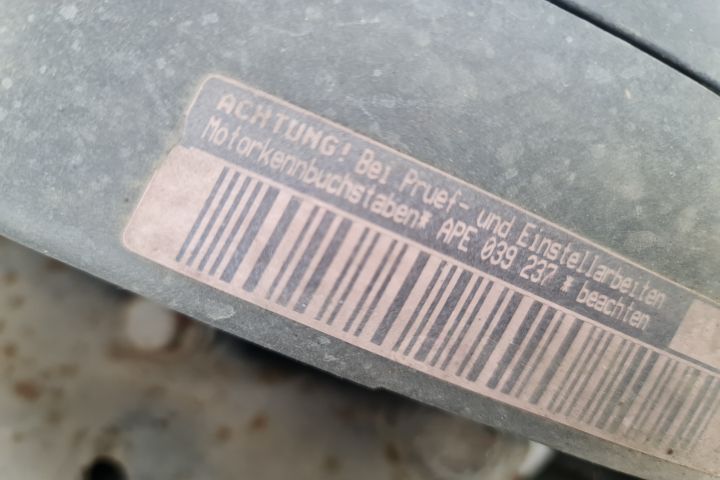 ACHTUNG! Bei Pruef- und Einstellarbeiten
Motorkennbuchstaben* APE 039 237 * beachten